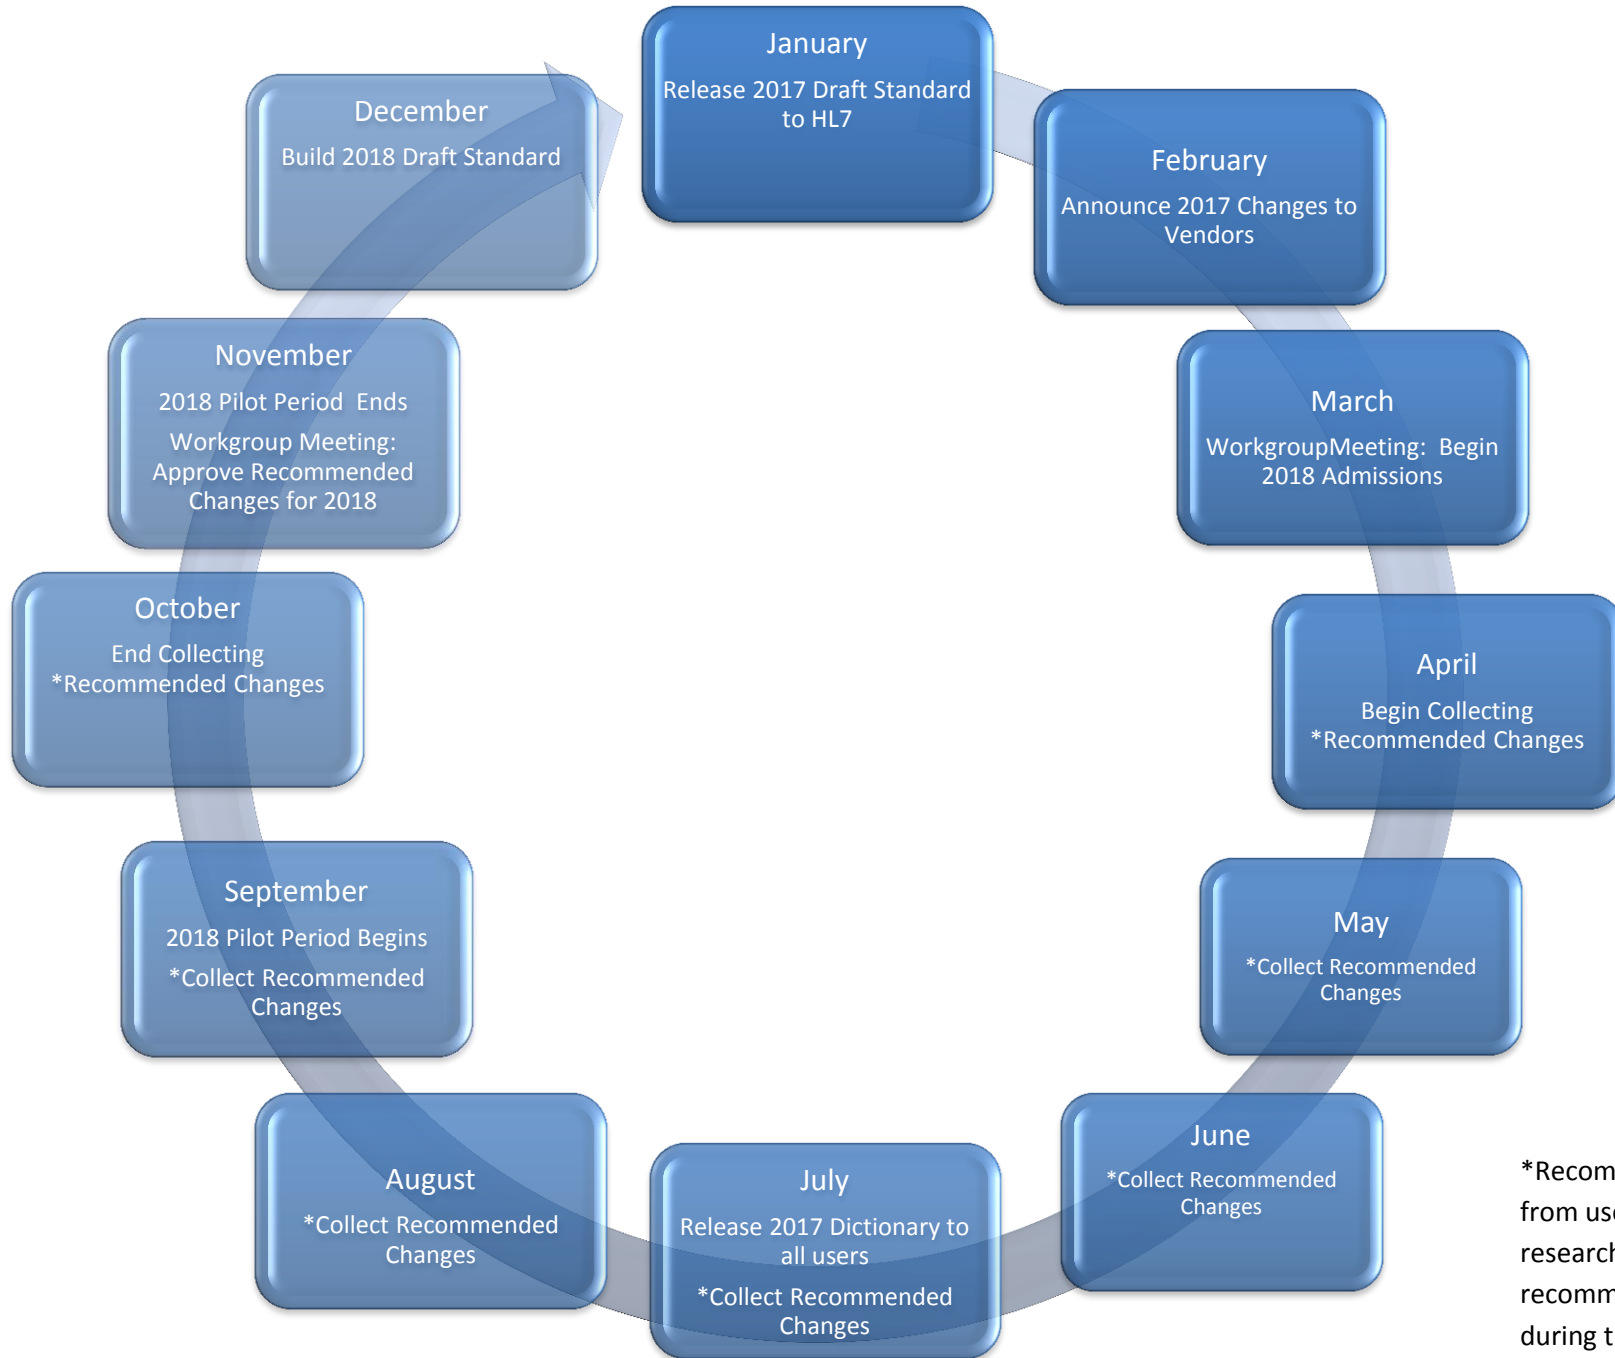 January
Release 2017 Draft Standard
to HL7
February
Announce 2017 Changes to
Vendors
March
WorkgroupMeeting: Begin
2018 Admissions
April
Begin Collecting
*Recommended Changes
May
*Collect Recommended
Changes
June
*Collect Recommended
Changes
July
Release 2017 Dictionary to
all users
*Collect Recommended
Changes
August
*Collect Recommended
Changes
September
2018 Pilot Period Begins
*Collect Recommended
Changes
October
End Collecting
*Recommended Changes
November
2018 Pilot Period Ends
Workgroup Meeting:
Approve Recommended
Changes for 2018
December
Build 2018 Draft Standard
from
during